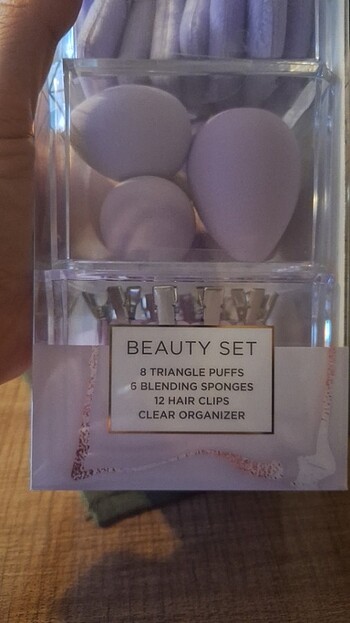 BEAUTY SET
8 TRIANGLE PUFFS
6 BLENDING SPONGES
12 HAIR CLIPS
CLEAR ORGANIZER